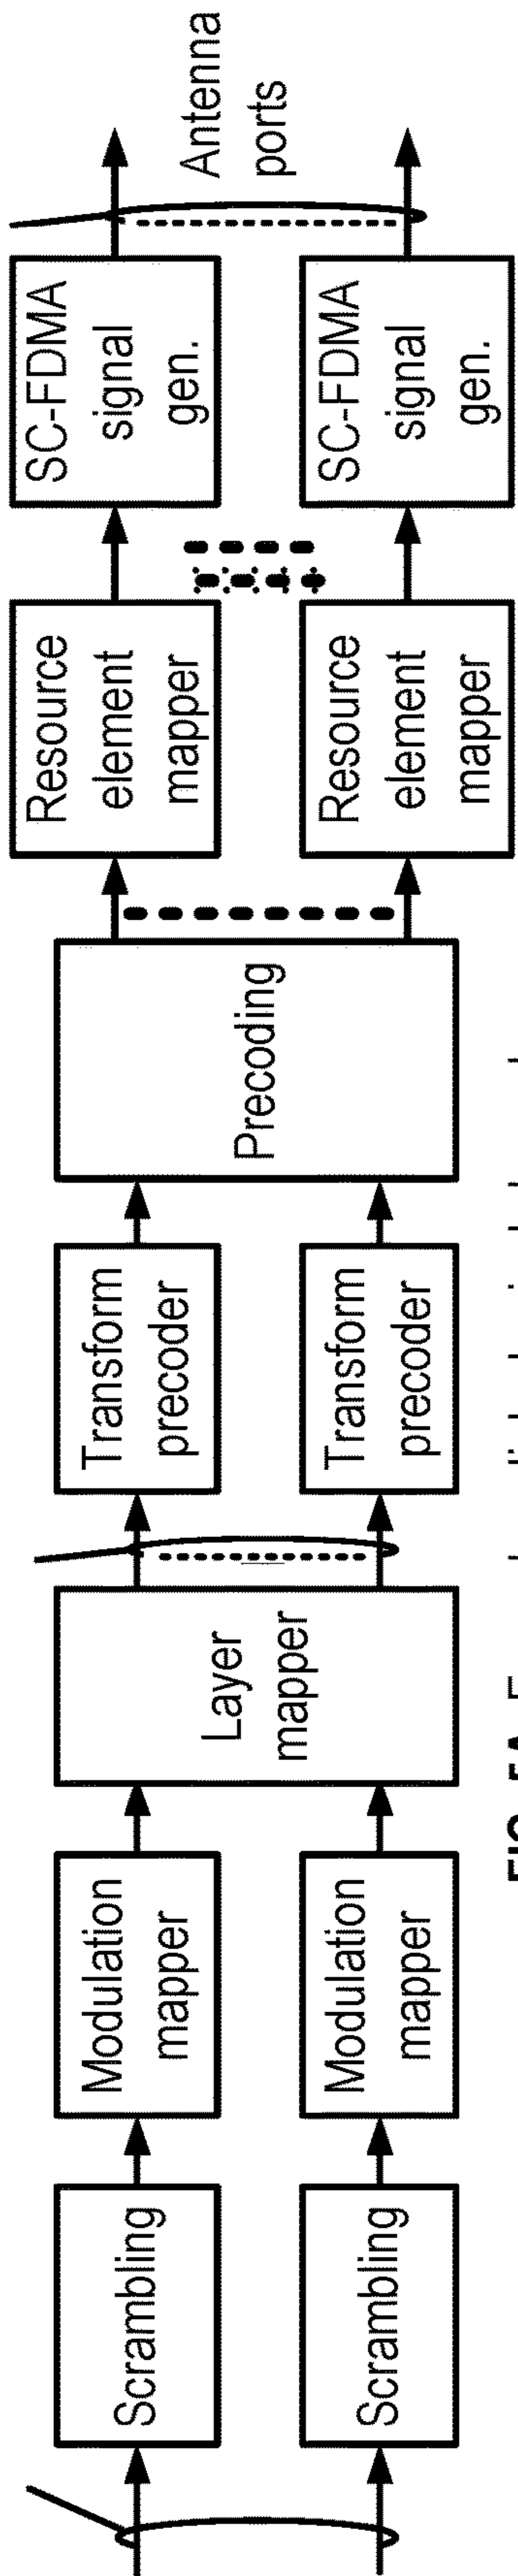 Scrambling
Modulation
mapper
Layer
mapper
Transform
precoder
Precoding
Resource
element
mapper
SC-FDMA
signal
gen.
Antenna
ports
Scrambling
Modulation
mapper
Transform
precoder
Resource
element
mapper
SC-FDMA
signal
gen.